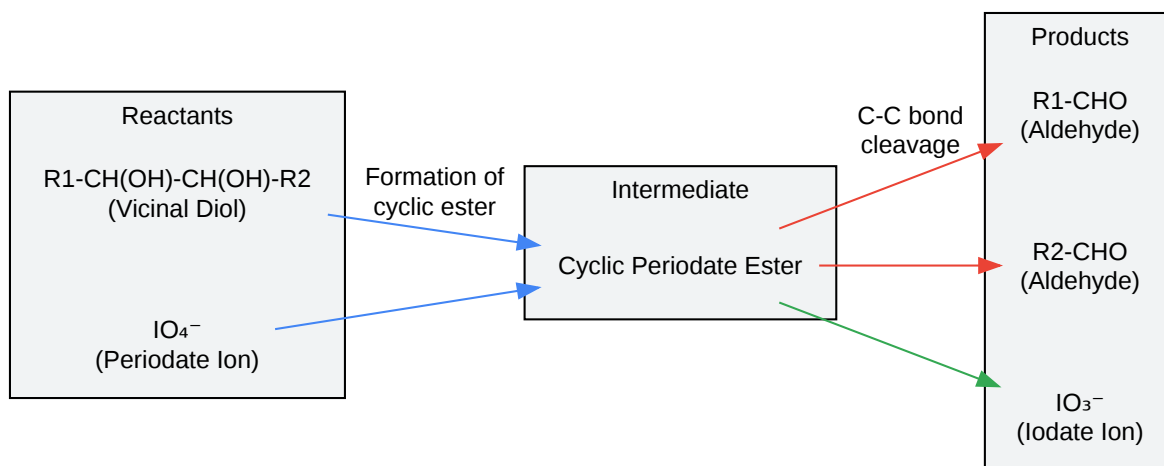 Reactants
R1-CH(OH)-CH(OH)-R2
(Vicinal Diol)
IO₄⁻
(Periodate Ion)
Formation of
cyclic ester
Intermediate
Cyclic Periodate Ester
C-C bond
cleavage
Products
R1-CHO
(Aldehyde)
R2-CHO
(Aldehyde)
IO₃⁻
(Iodate Ion)